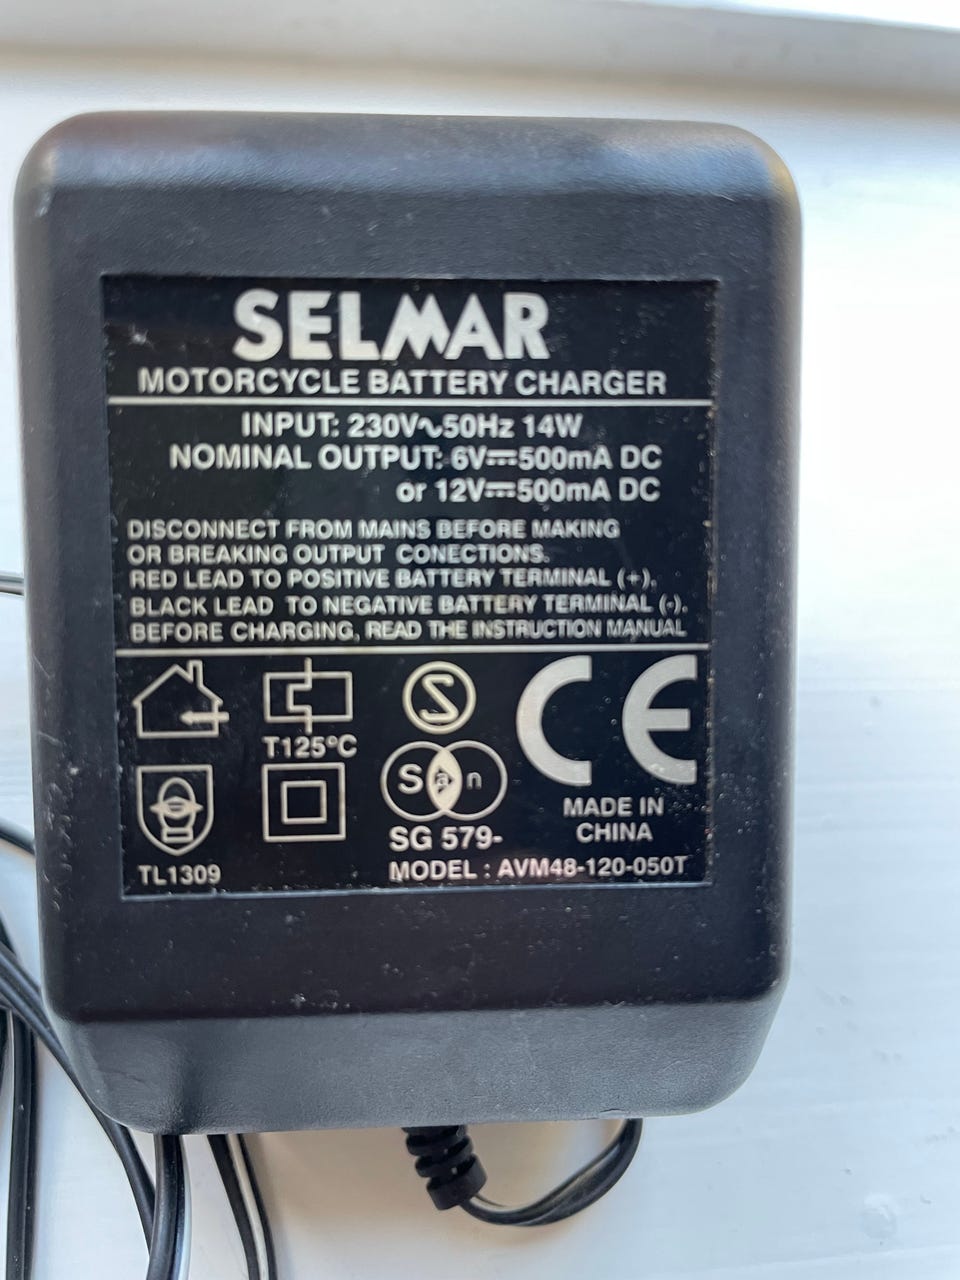 SELMAR
MOTORCYCLE BATTERY CHARGER
INPUT: 230V∿50Hz 14W
NOMINAL OUTPUT: 6V⎓500mA DC
or 12V⎓500mA DC
DISCONNECT FROM MAINS BEFORE MAKING
OR BREAKING OUTPUT CONECTIONS.
RED LEAD TO POSITIVE BATTERY TERMINAL (+).
BLACK LEAD TO NEGATIVE BATTERY TERMINAL (-).
BEFORE CHARGING, READ THE INSTRUCTION MANUAL
T125°C
S
CE
San
MADE IN
CHINA
SG 579-
TL1309
MODEL : AVM48-120-050T